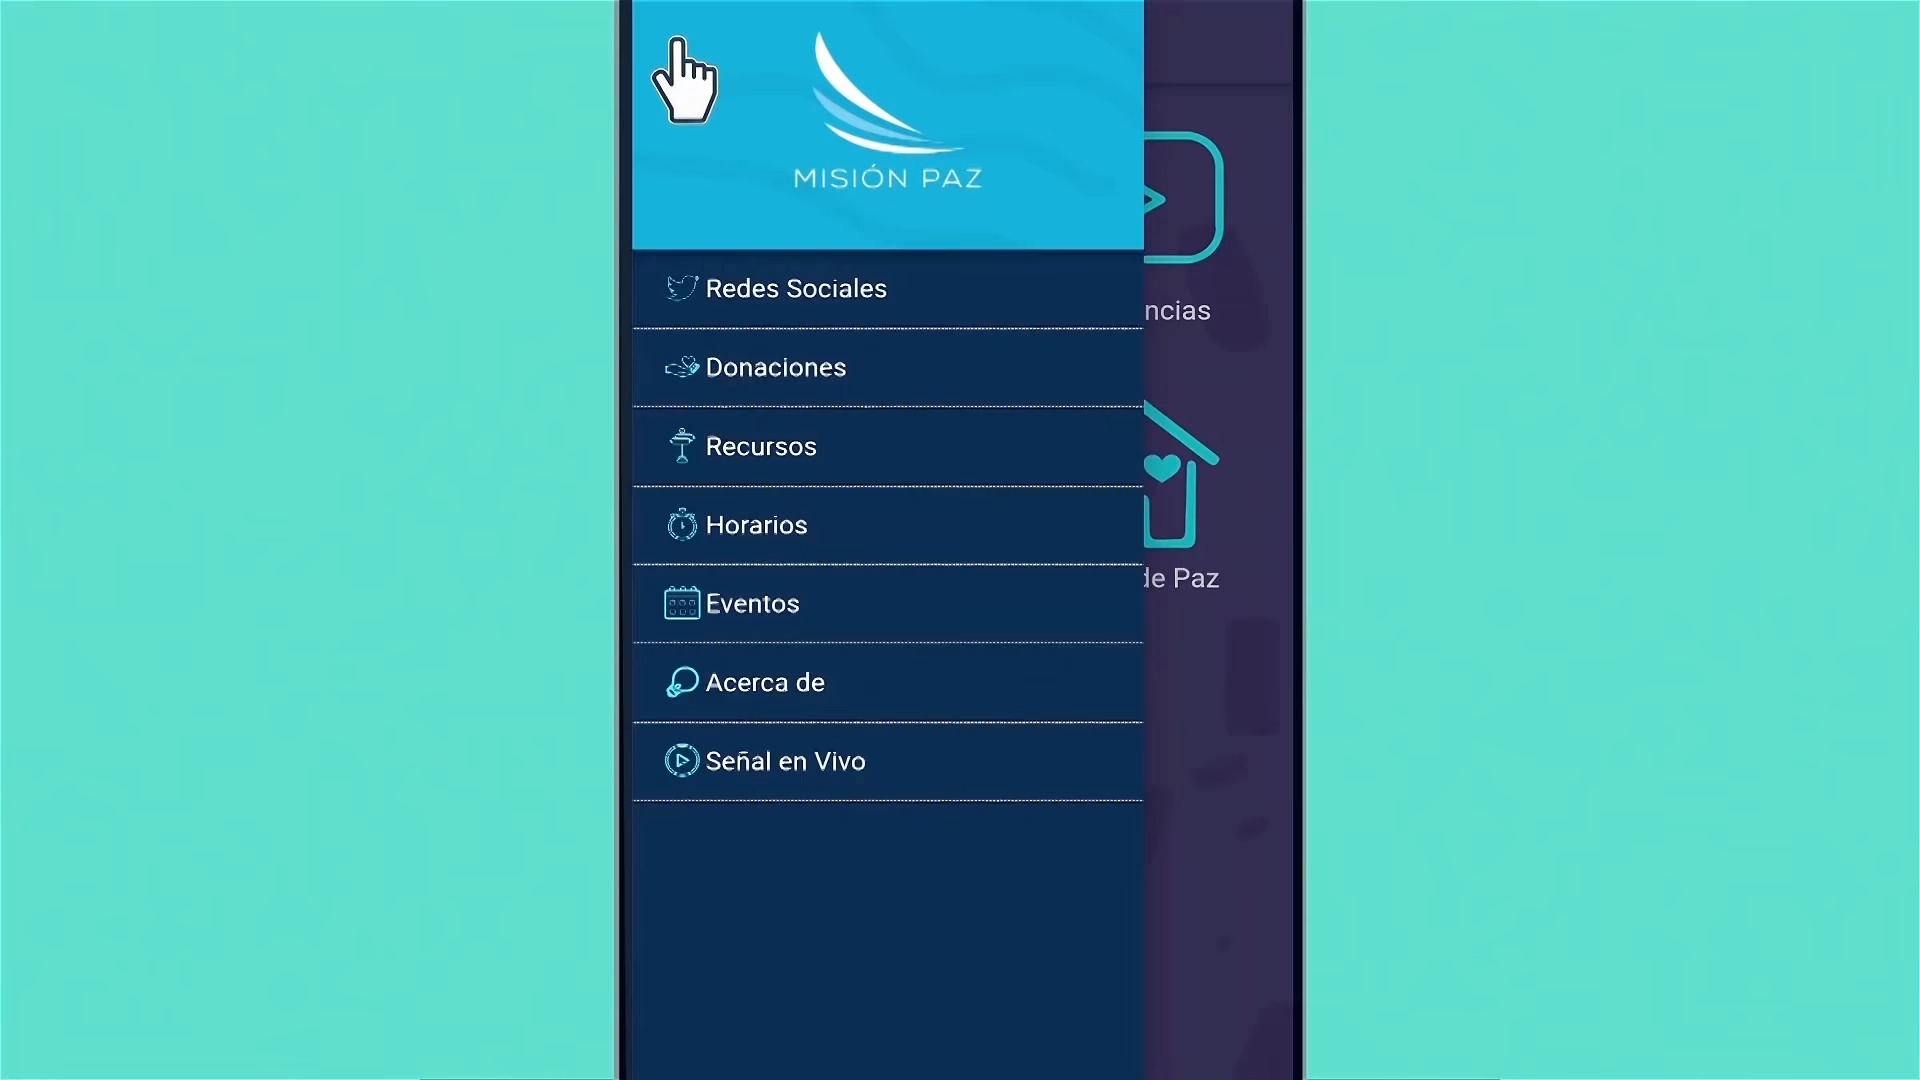 MISIÓN PAZ
Redes Sociales
Donaciones
Recursos
Horarios
Eventos
Acerca de
Señal en Vivo
ncias
de Paz